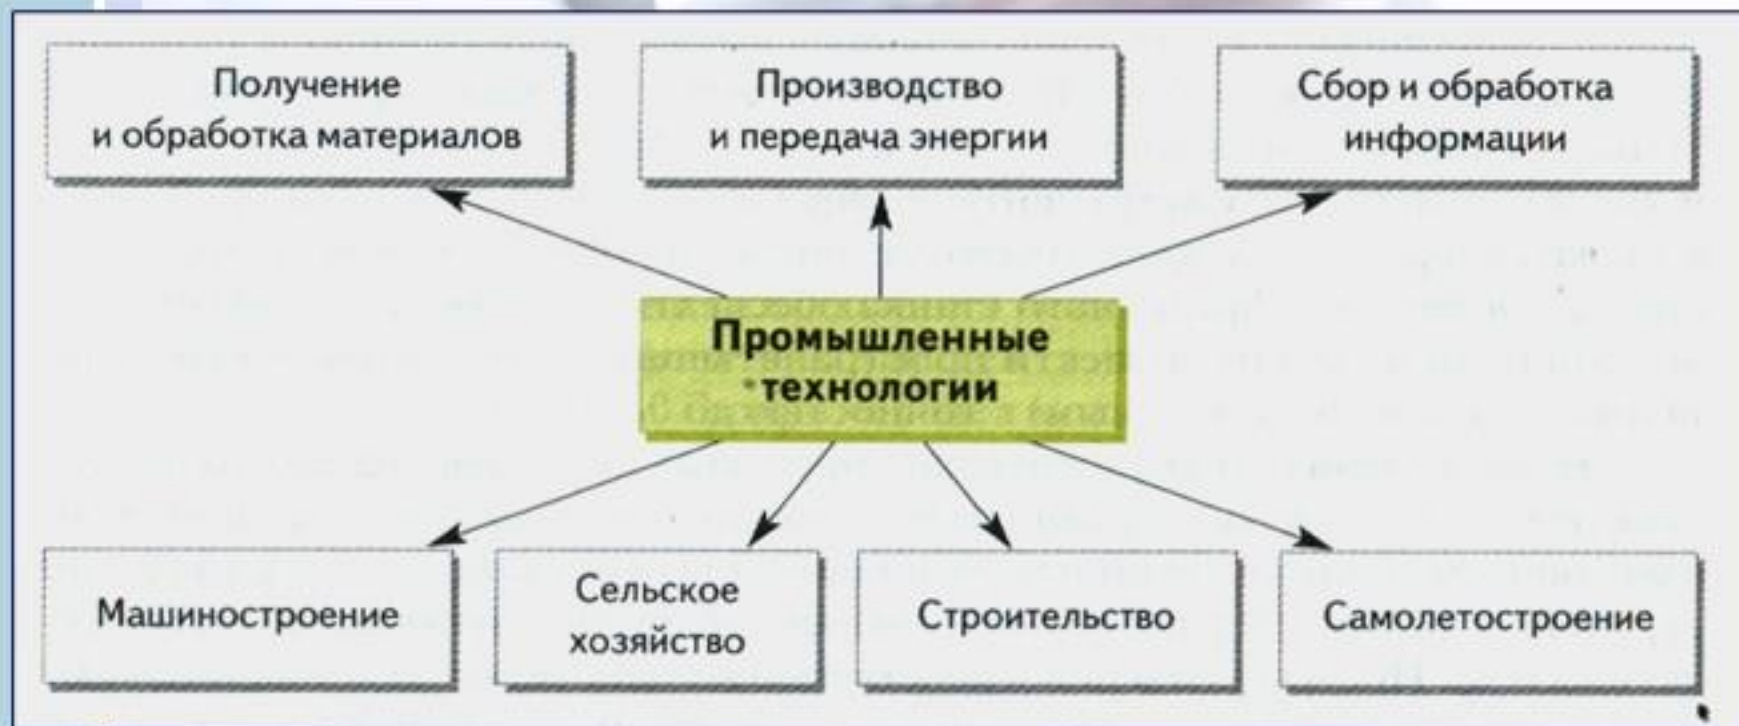 Получение
и обработка материалов
Производство
и передача энергии
Сбор и обработка
информации
Промышленные
технологии
Машиностроение
Сельское
хозяйство
Строительство
Самолетостроение